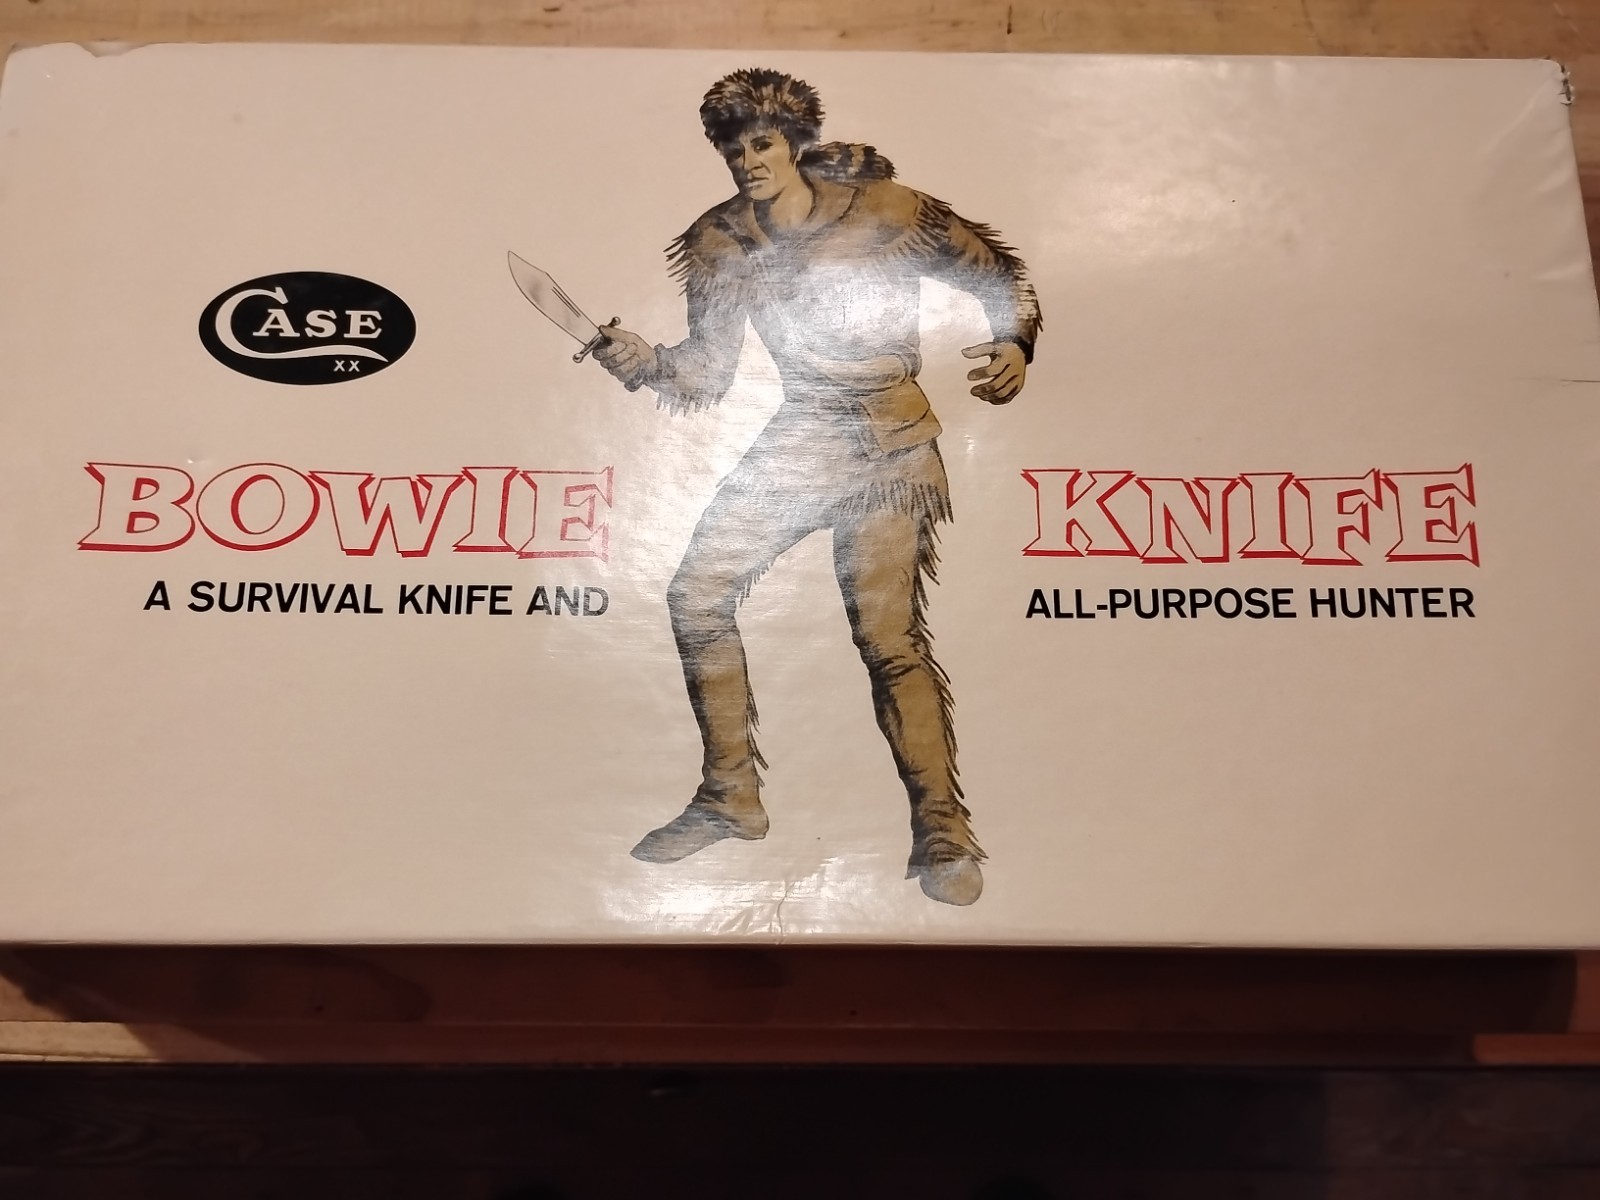 CASE
XX
BOWIE KNIFE
A SURVIVAL KNIFE AND ALL-PURPOSE HUNTER